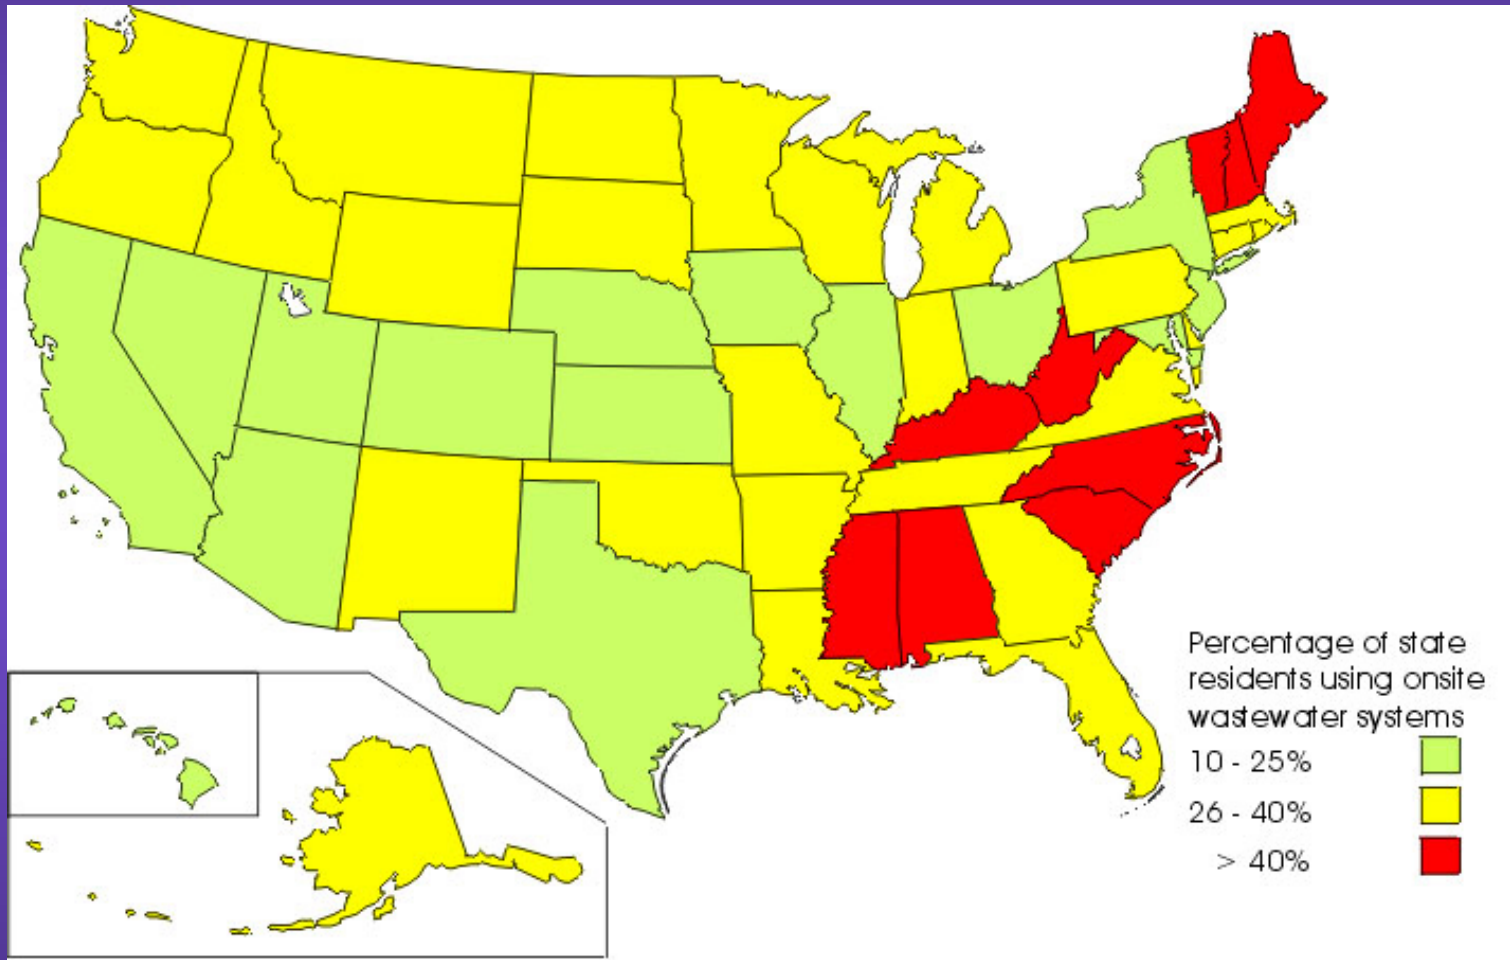 Percentage of state
residents using onsite
wastewater systems
10 - 25%
26 - 40%
> 40%